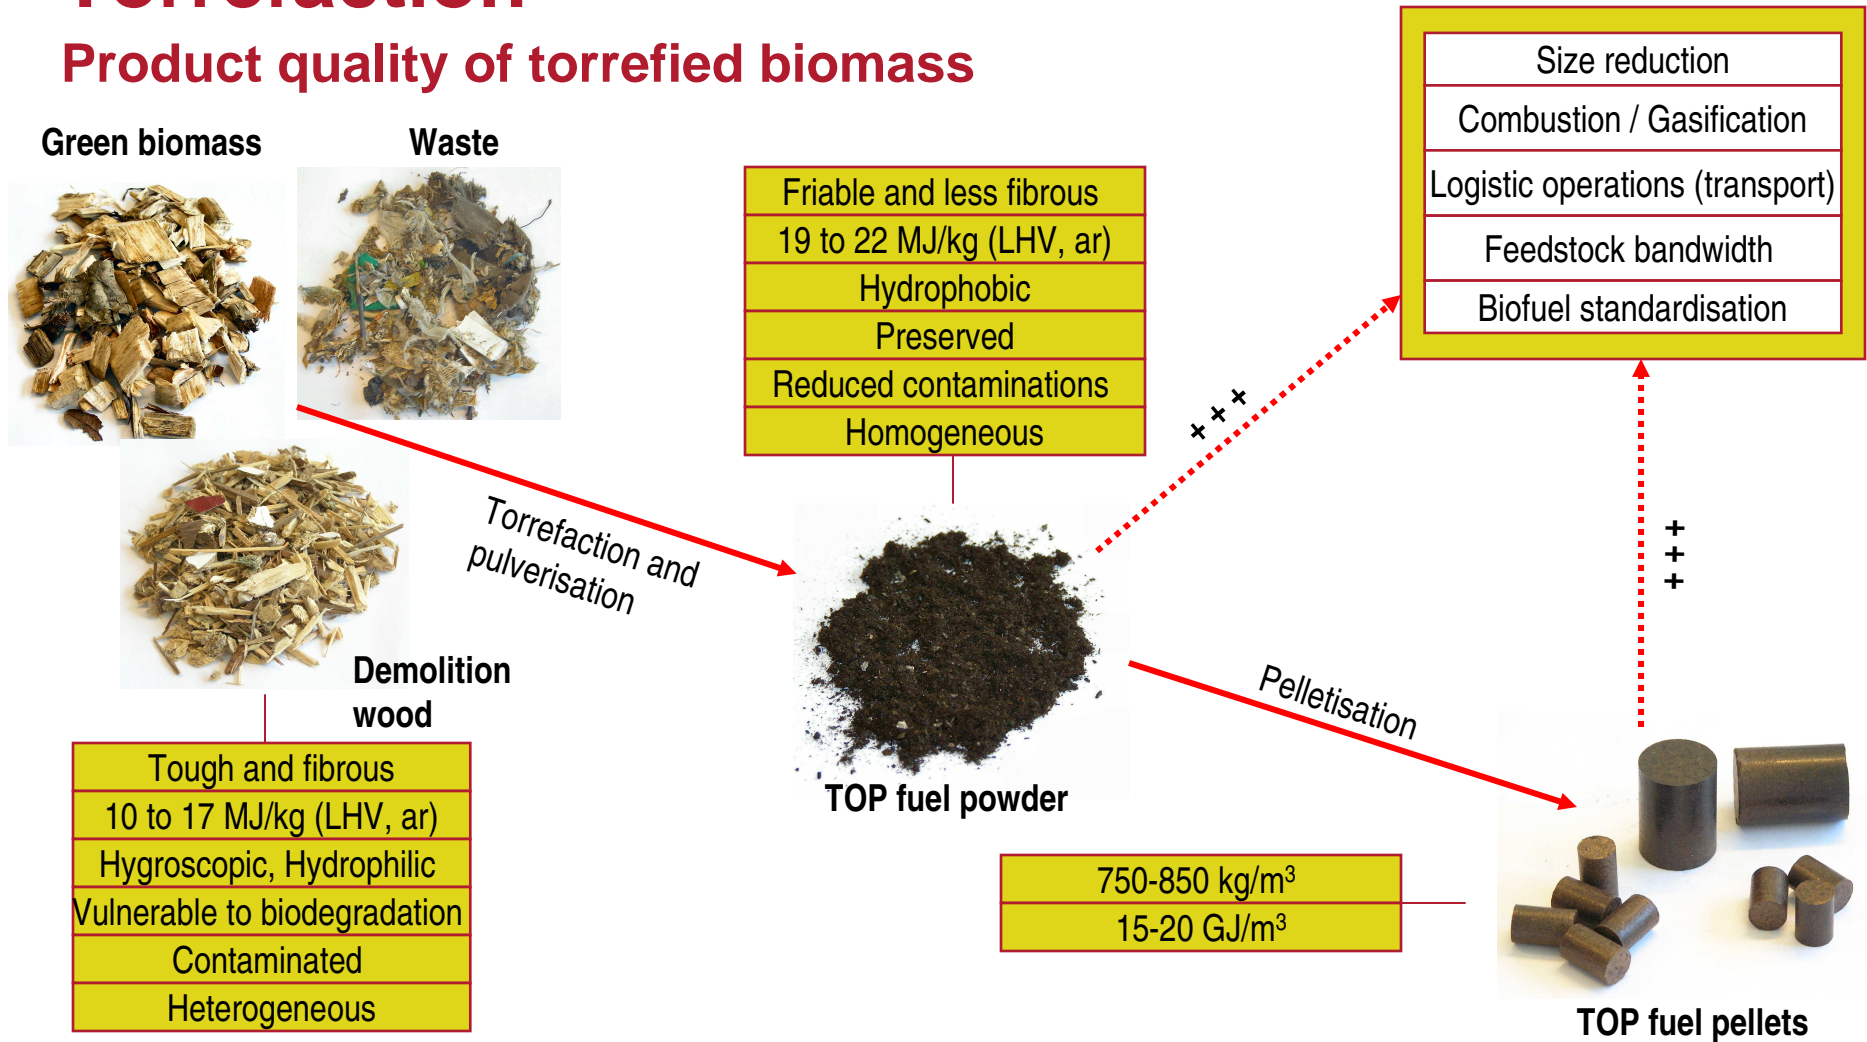 Torrefaction
Product quality of torrefied biomass
Green biomass
Waste
Demolition
wood
Tough and fibrous
10 to 17 MJ/kg (LHV, ar)
Hygroscopic, Hydrophilic
Vulnerable to biodegradation
Contaminated
Heterogeneous
Torrefaction and
pulverisation
Friable and less fibrous
19 to 22 MJ/kg (LHV, ar)
Hydrophobic
Preserved
Reduced contaminations
Homogeneous
TOP fuel powder
Pelletisation
750-850 kg/m³
15-20 GJ/m³
TOP fuel pellets
+ + +
+ + +
Size reduction
Combustion / Gasification
Logistic operations (transport)
Feedstock bandwidth
Biofuel standardisation